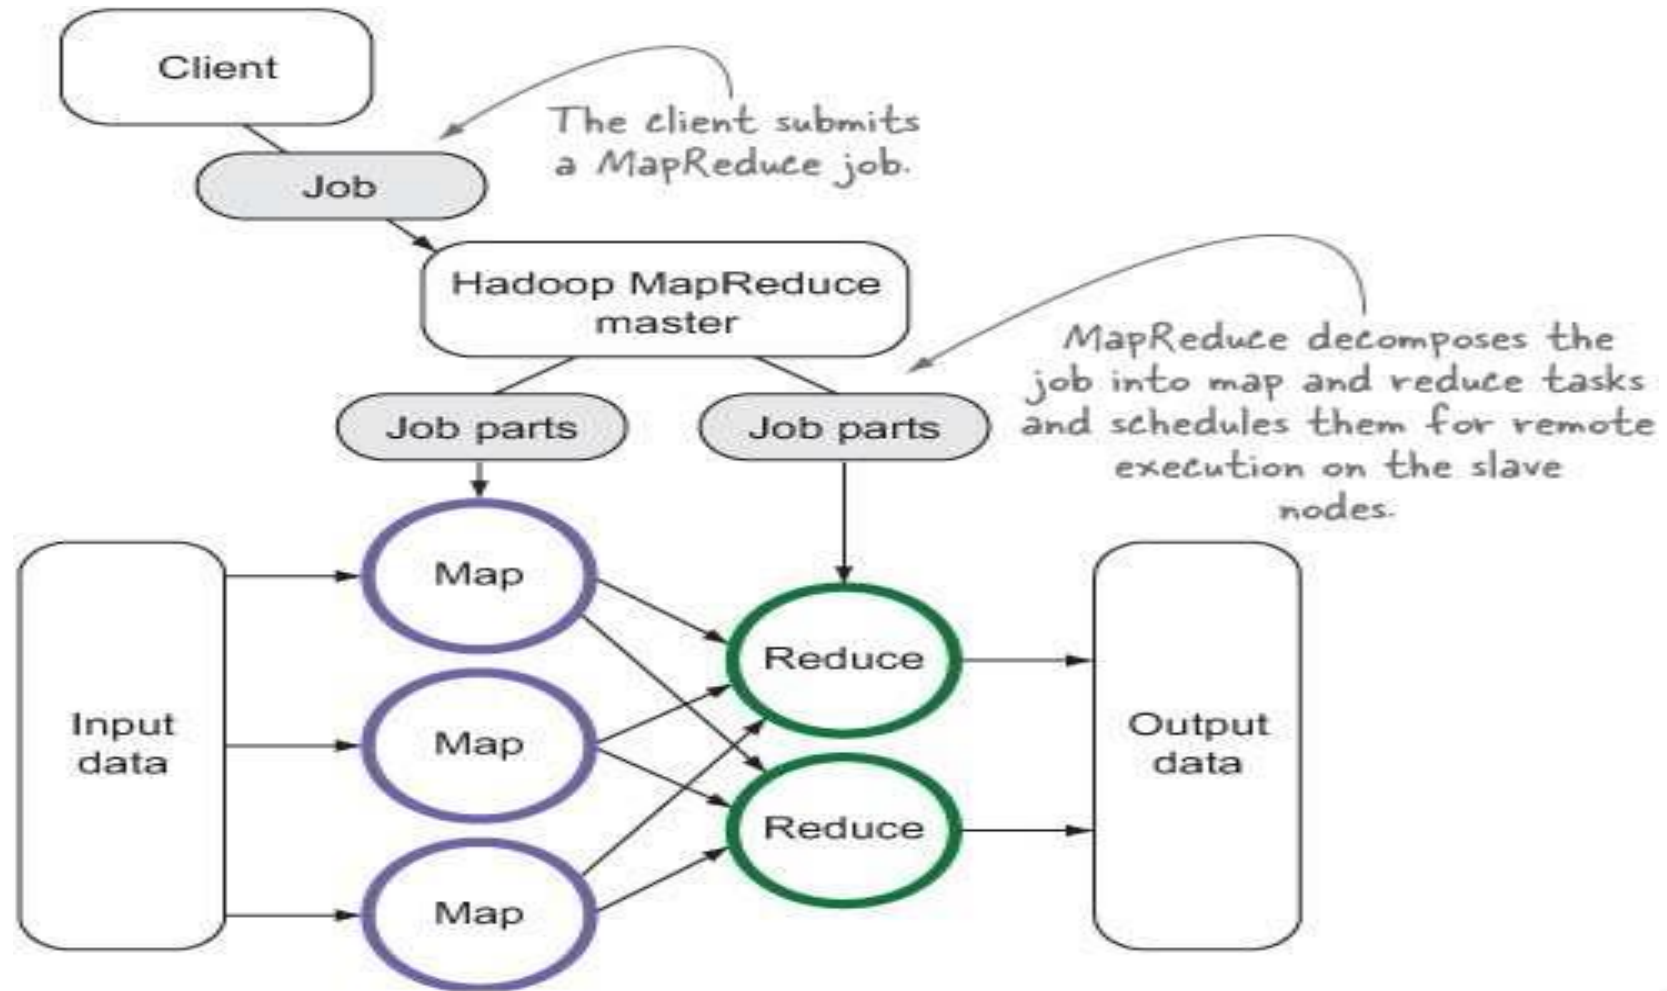 Client
The client submits
a MapReduce job.
Job
Hadoop MapReduce
master
MapReduce decomposes the
job into map and reduce tasks
and schedules them for remote
execution on the slave
nodes.
Job parts
Job parts
Map
Map
Map
Reduce
Reduce
Input
data
Output
data